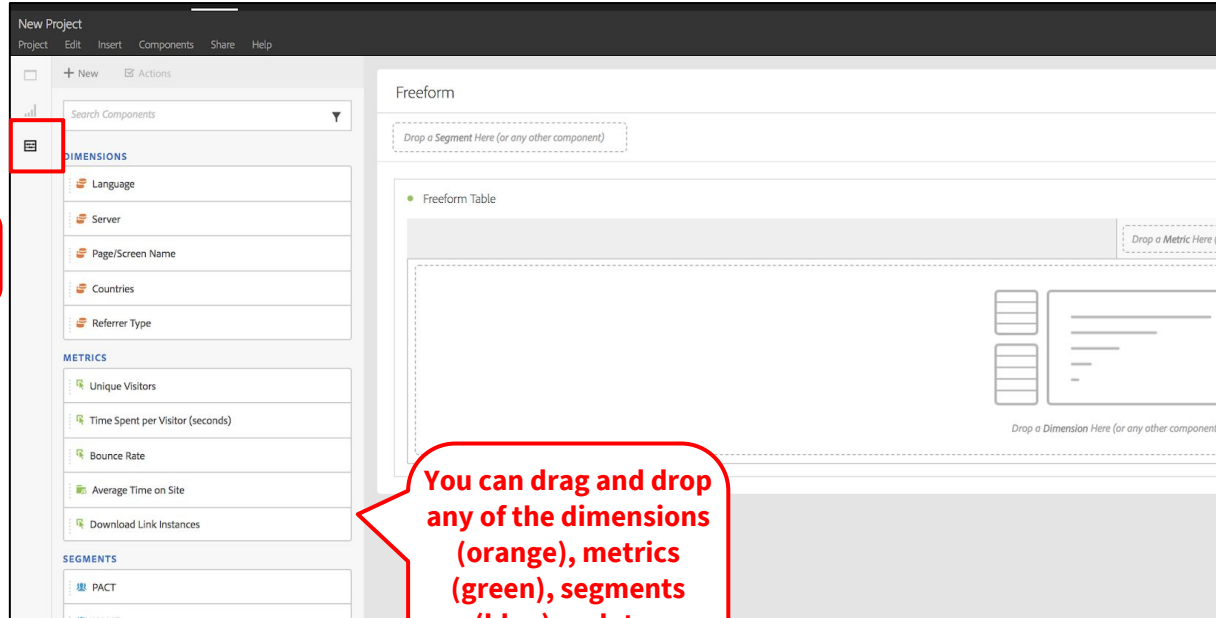 New Project
Project Edit Insert Components Share Help
+ New Actions
Search Components
DIMENSIONS
Language
Server
Page/Screen Name
Countries
Referrer Type
METRICS
Unique Visitors
Time Spent per Visitor (seconds)
Bounce Rate
Average Time on Site
Download Link Instances
SEGMENTS
PACT
Freeform
Drop a Segment Here (or any other component)
Freeform Table
Drop a Metric Here (
Drop a Dimension Here (or any other component
You can drag and drop
any of the dimensions
(orange), metrics
(green), segments